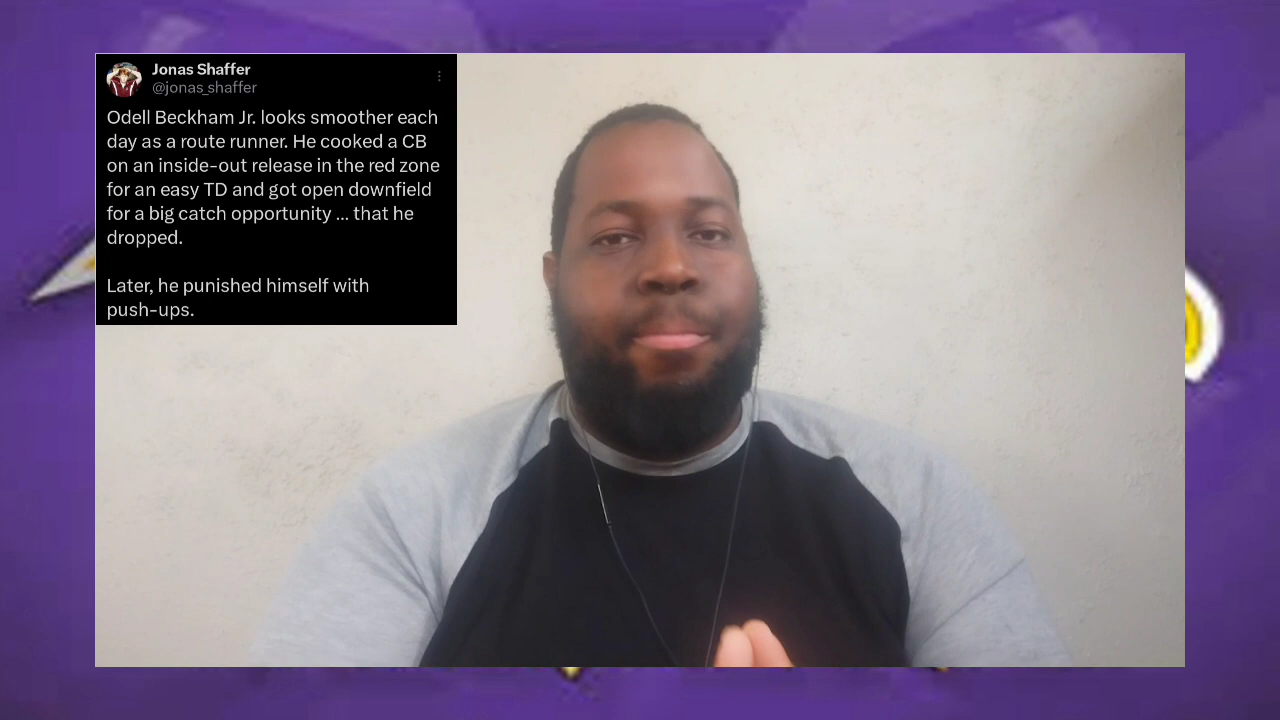 Jonas Shaffer
@jonas_shaffer
Odell Beckham Jr. looks smoother each
day as a route runner. He cooked a CB
on an inside-out release in the red zone
for an easy TD and got open downfield
for a big catch opportunity ... that he
dropped.
Later, he punished himself with
push-ups.